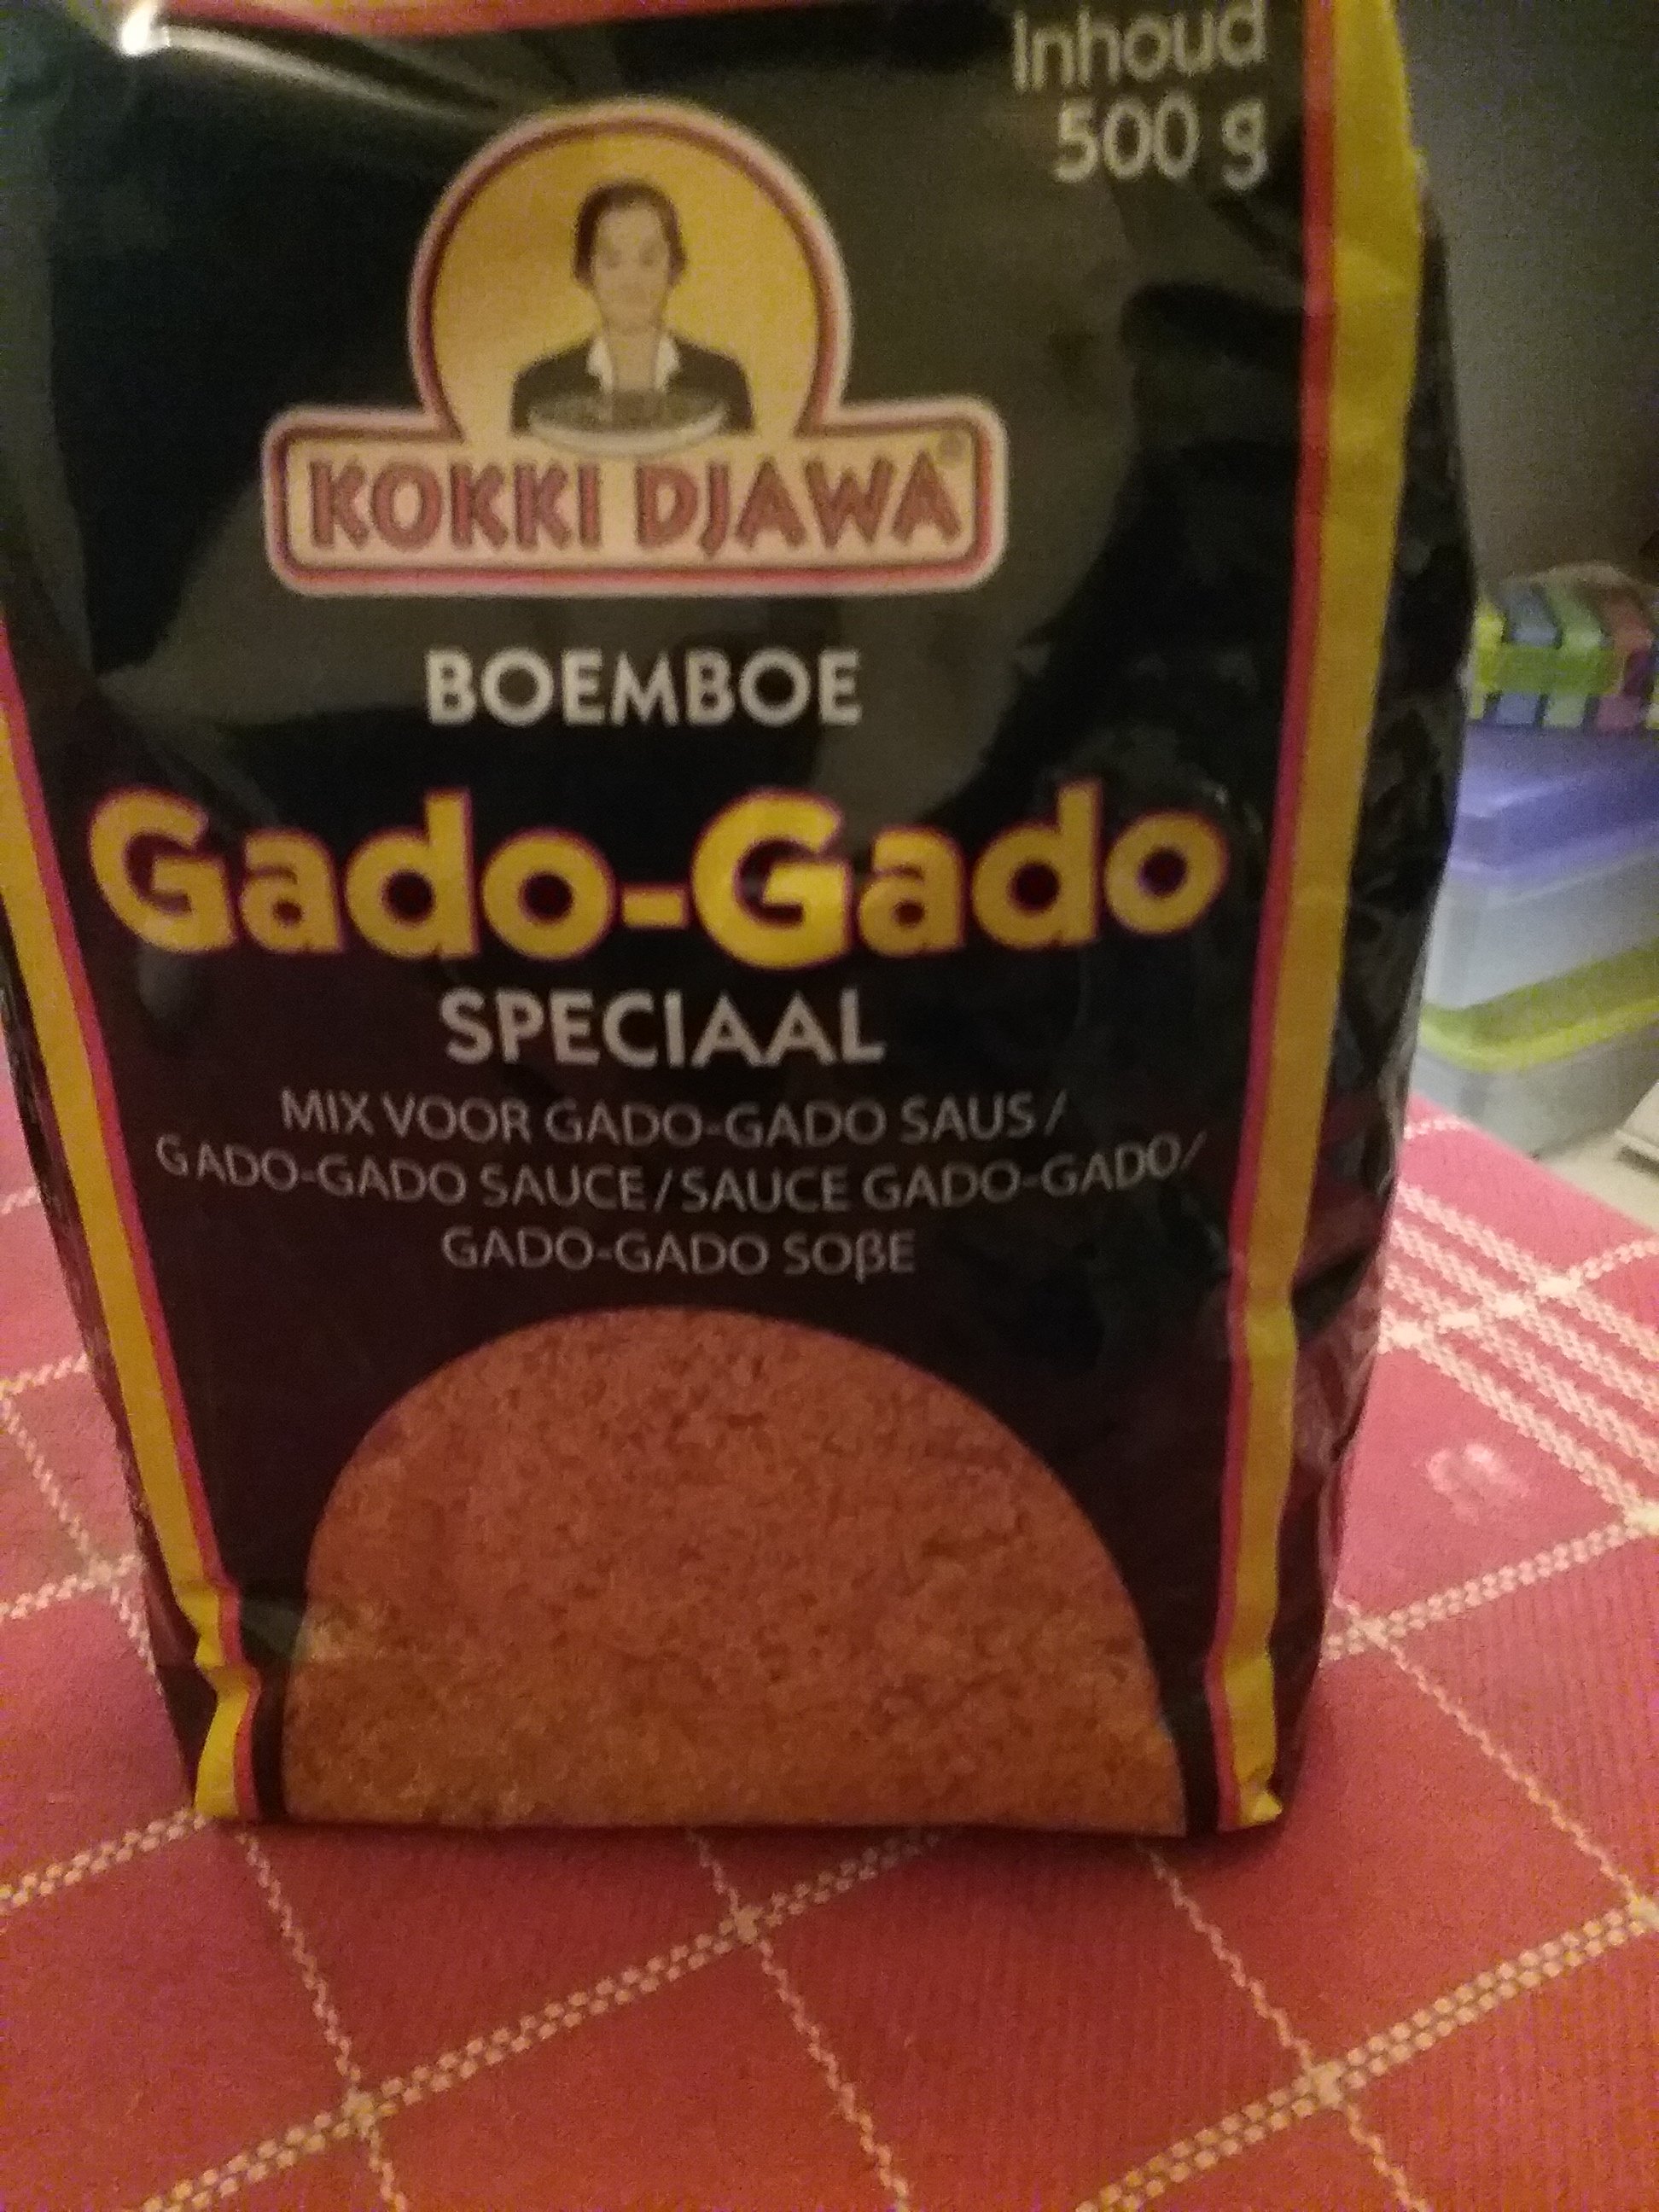 Inhoud
500 g
KOKKI DJAWA®
BOEMBOE
Gado-Gado
SPECIAAL
MIX VOOR GADO-GADO SAUS /
GADO-GADO SAUCE / SAUCE GADO-GADO /
GADO-GADO SOβE